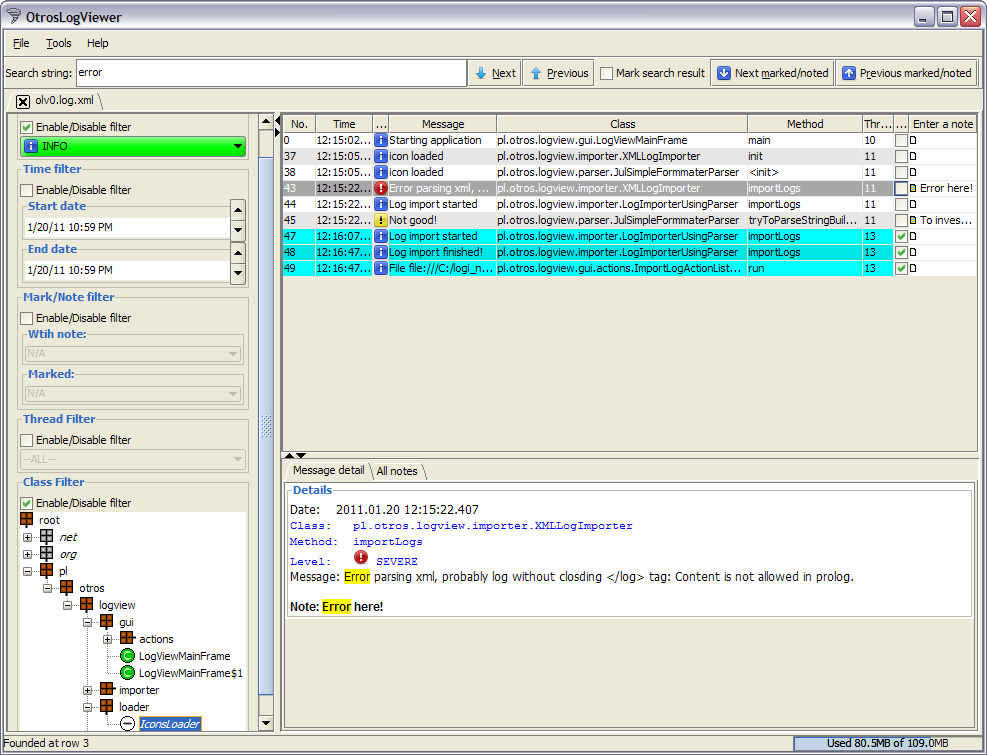 OtrosLogViewer
File Tools Help
Search string: error Next Previous Mark search result Next marked/noted Previous marked/noted
olv0.log.xml
Enable/Disable filter
INFO
Time filter
Enable/Disable filter
Start date
1/20/11 10:59 PM
End date
1/20/11 10:59 PM
Mark/Note filter
Enable/Disable filter
Wtih note:
N/A
Marked:
N/A
Thread Filter
Enable/Disable filter
--ALL--
Class Filter
Enable/Disable filter
root
net
org
pl
otros
logview
gui
actions
LogViewMainFrame
LogViewMainFrame$1
importer
loader
IconsLoader
No. Time ... Message Class Method Thr... ... Enter a note
0 12:15:02... Starting application pl.otros.logview.gui.LogViewMainFrame main 10 D
37 12:15:05... icon loaded pl.otros.logview.importer.XMLLogImporter init 11 D
38 12:15:05... icon loaded pl.otros.logview.parser.JulSimpleFormmaterParser <init> 11 D
43 12:15:22... Error parsing xml, ... pl.otros.logview.importer.XMLLogImporter importLogs 11 Error here!
44 12:15:22... Log import started pl.otros.logview.importer.LogImporterUsingParser importLogs 11 D
45 12:15:22... Not good! pl.otros.logview.parser.JulSimpleFormmaterParser tryToParseStringBuil... 11 To inves...
47 12:16:07... Log import started pl.otros.logview.importer.LogImporterUsingParser importLogs 13 D
48 12:16:47... Log import finished! pl.otros.logview.importer.LogImporterUsingParser importLogs 13 D
49 12:16:47... File file:///C:/logi_n... pl.otros.logview.gui.actions.ImportLogActionList... run 13 D
Message detail All notes
Details
Date: 2011.01.20 12:15:22.407
Class: pl.otros.logview.importer.XMLLogImporter
Method: importLogs
Level: SEVERE
Message: Error parsing xml, probably log without closding </log> tag: Content is not allowed in prolog.
Note: Error here!
Founded at row 3 Used 80.5MB of 109.0MB